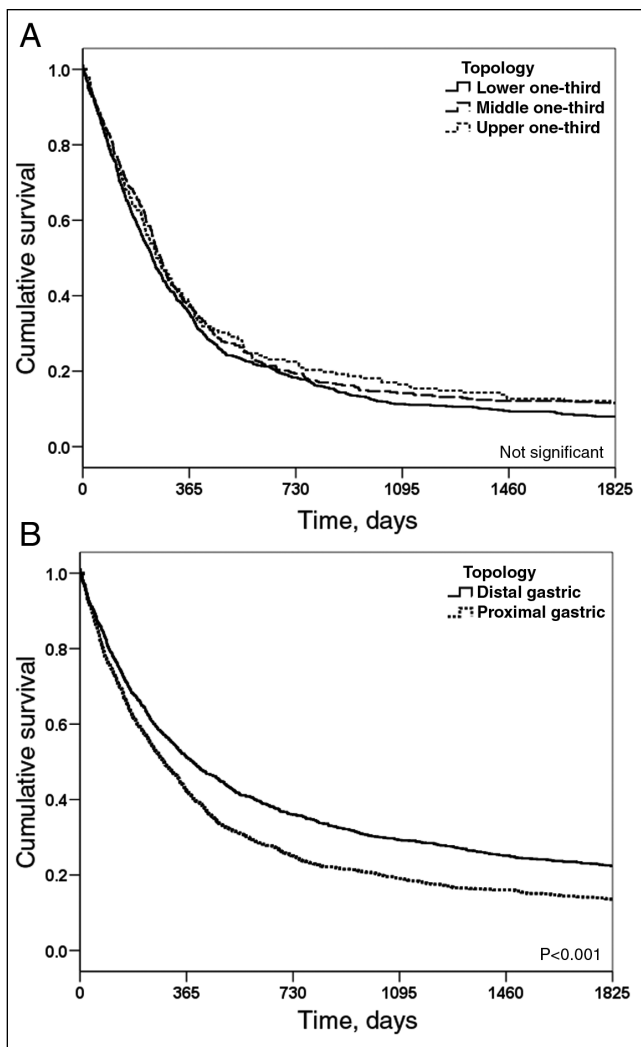 A
Topology
Lower one-third
Middle one-third
Upper one-third
Cumulative survival
1.0
0.8
0.6
0.4
0.2
0.0
Not significant
0 365 730 1095 1460 1825
Time, days
B
Topology
Distal gastric
Proximal gastric
Cumulative survival
1.0
0.8
0.6
0.4
0.2
0.0
P<0.001
0 365 730 1095 1460 1825
Time, days